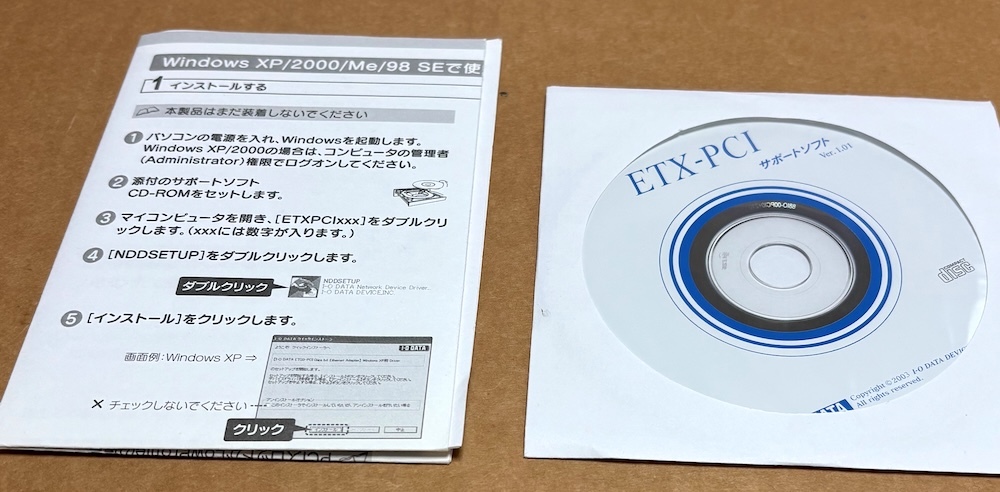 Windows XP/2000/Me/98 SEで使
1 インストールする
本製品はまだ装着しないでください
1 パソコンの電源を入れ、Windowsを起動します。
Windows XP/2000の場合は、コンピュータの管理者
(Administrator)権限でログオンしてください。
2 添付のサポートソフト
CD-ROMをセットします。
3 マイコンピュータを開き、[ETXPCIxxx]をダブルクリ
ックします。(xxxには数字が入ります。)
4 [NDDSETUP]をダブルクリックします。
ダブルクリック
NDDSETUP
I-O DATA Network Device Driver..
I-O DATA DEVICE,INC.
5 [インストール]をクリックします。
画面例:Windows XP ⇒
I-O DATA
× チェックしないでください
クリック
インストール
中止
ETX-PCI
サポートソフト
Ver. 1.01
COMPACT
disc
Copyright © 2003 I-O DATA DEVIC
All rights reserved.
DATA